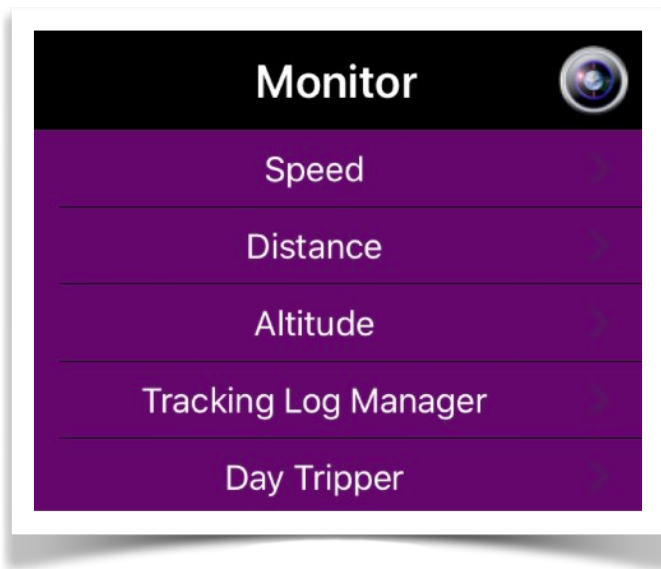 Monitor
Speed
Distance
Altitude
Tracking Log Manager
Day Tripper